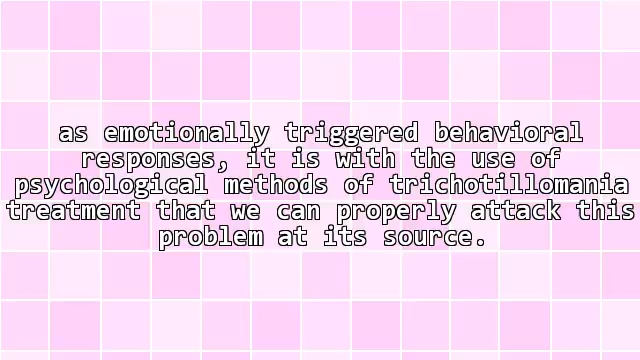 as emotionally triggered behavioral
responses, it is with the use of
psychological methods of trichotillomania
treatment that we can properly attack this
problem at its source.